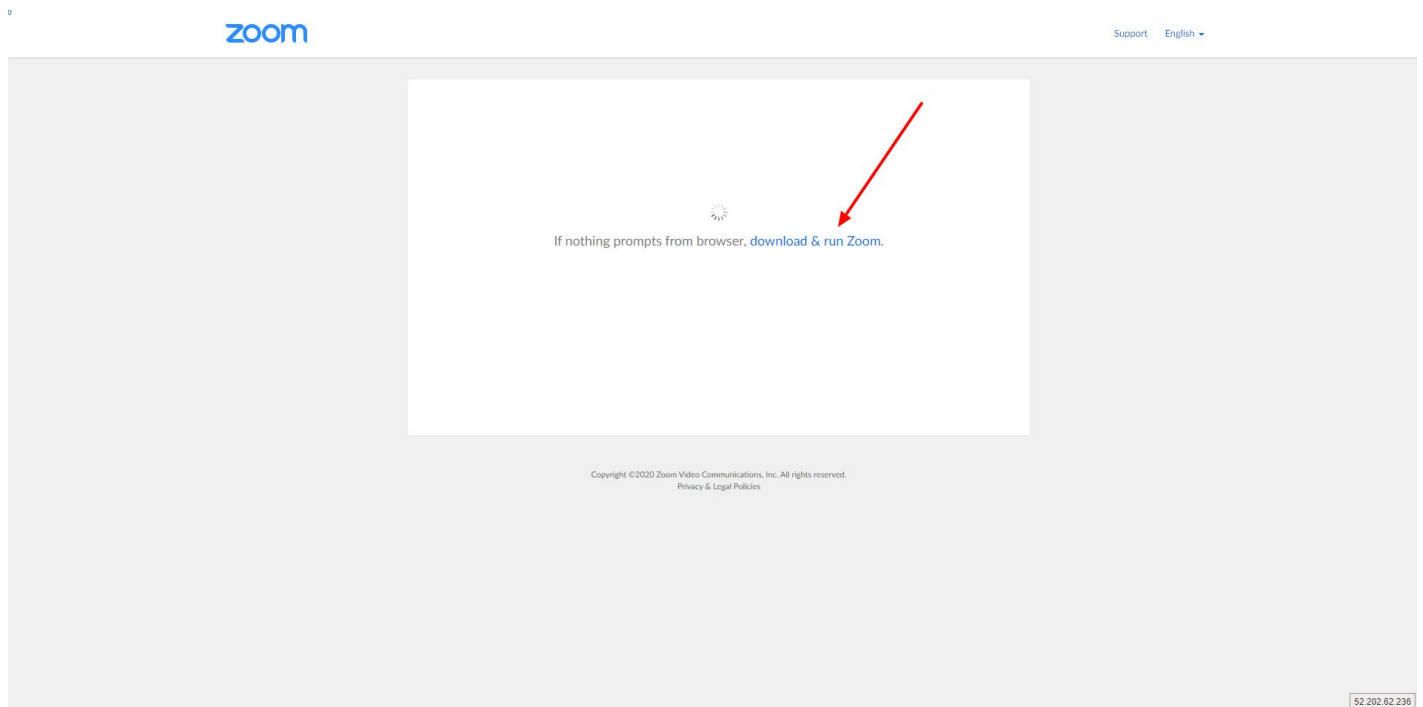 zoom
Support English
If nothing prompts from browser, download & run Zoom.
Copyright ©2020 Zoom Video Communications, Inc. All rights reserved.
Privacy & Legal Policies
52.202.62.236